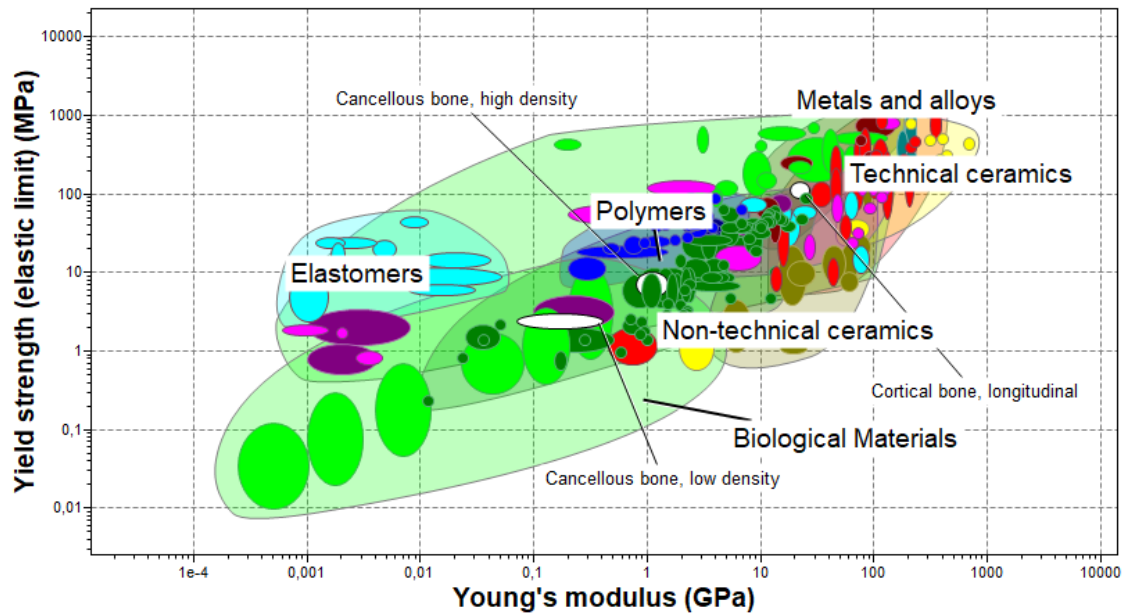 Yield strength (elastic limit) (MPa)
10000
1000
100
10
1
0,1
0,01
Cancellous bone, high density
Metals and alloys
Technical ceramics
Polymers
Elastomers
Non-technical ceramics
Cortical bone, longitudinal
Biological Materials
Cancellous bone, low density
1e-4
0,001
0,01
0,1
1
10
100
1000
10000
Young's modulus (GPa)